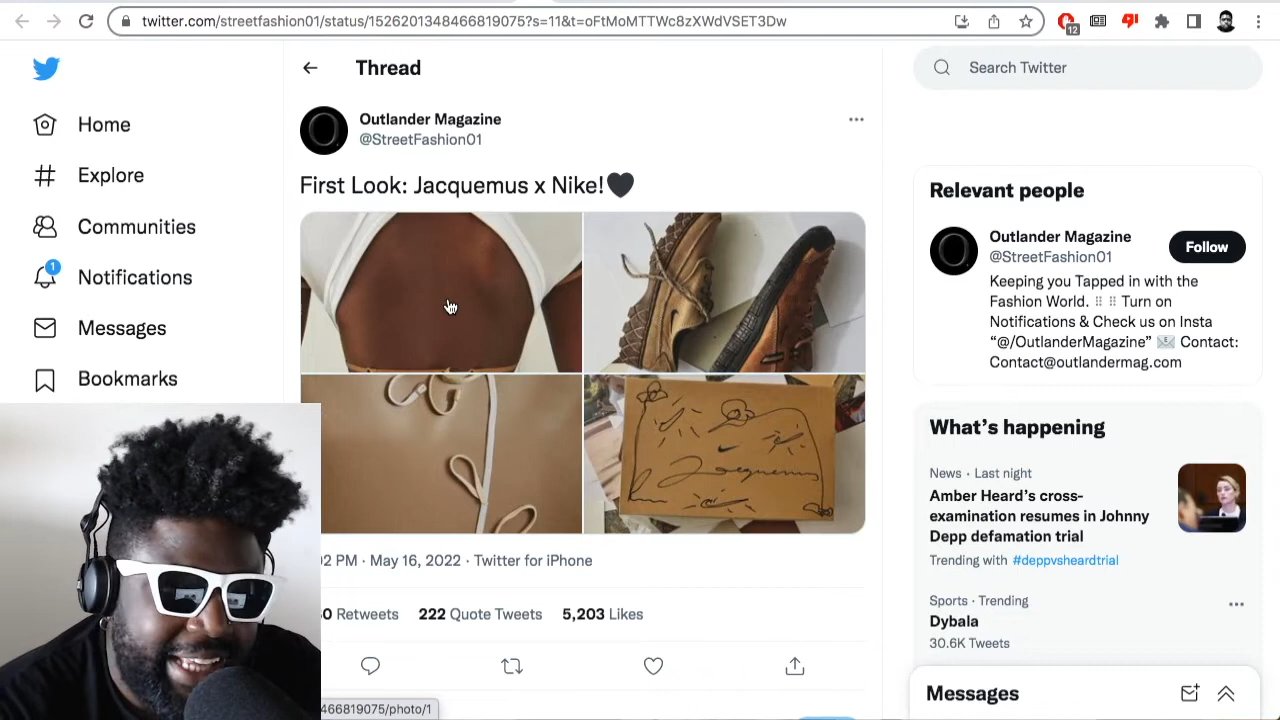 twitter.com/streetfashion01/status/1526201348466819075?s=11&t=oFtMoMTTWc8zXWdVSET3Dw
12
Home
Explore
Communities
1
Notifications
Messages
Bookmarks
Thread
Outlander Magazine
@StreetFashion01
First Look: Jacquemus x Nike!🖤
Jacquemus
02 PM · May 16, 2022 · Twitter for iPhone
0 Retweets 222 Quote Tweets 5,203 Likes
466819075/photo/1
Search Twitter
Relevant people
Outlander Magazine
@StreetFashion01
Follow
Keeping you Tapped in with the
Fashion World. ⠿ ⠿ Turn on
Notifications & Check us on Insta
“@/OutlanderMagazine” 📧 Contact:
Contact@outlandermag.com
What’s happening
News · Last night
Amber Heard’s cross-
examination resumes in Johnny
Depp defamation trial
Trending with #deppvsheardtrial
Sports · Trending
Dybala
30.6K Tweets
Messages